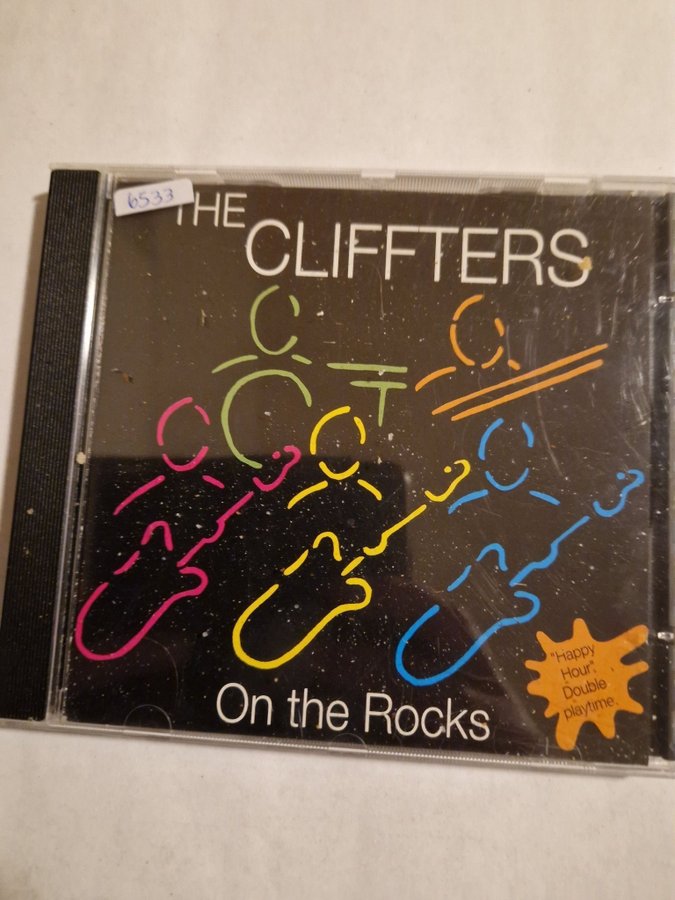 6533
THE
CLIFFTERS
On the Rocks
"Happy
Hour".
Double
playtime.